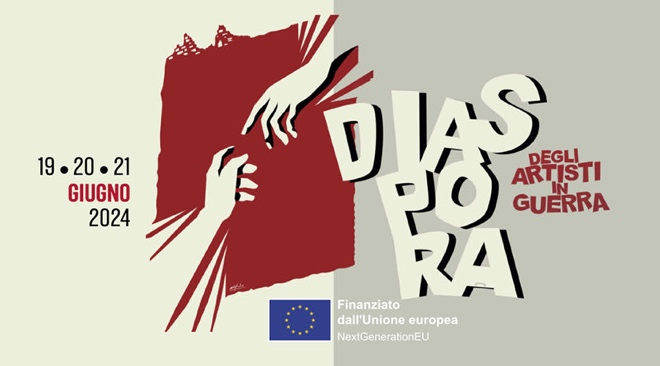 19 • 20 • 21
GIUGNO
2024
DIAS
PO
RA
DEGLI
ARTISTI
IN
GUERRA
Finanziato
dall'Unione europea
NextGenerationEU